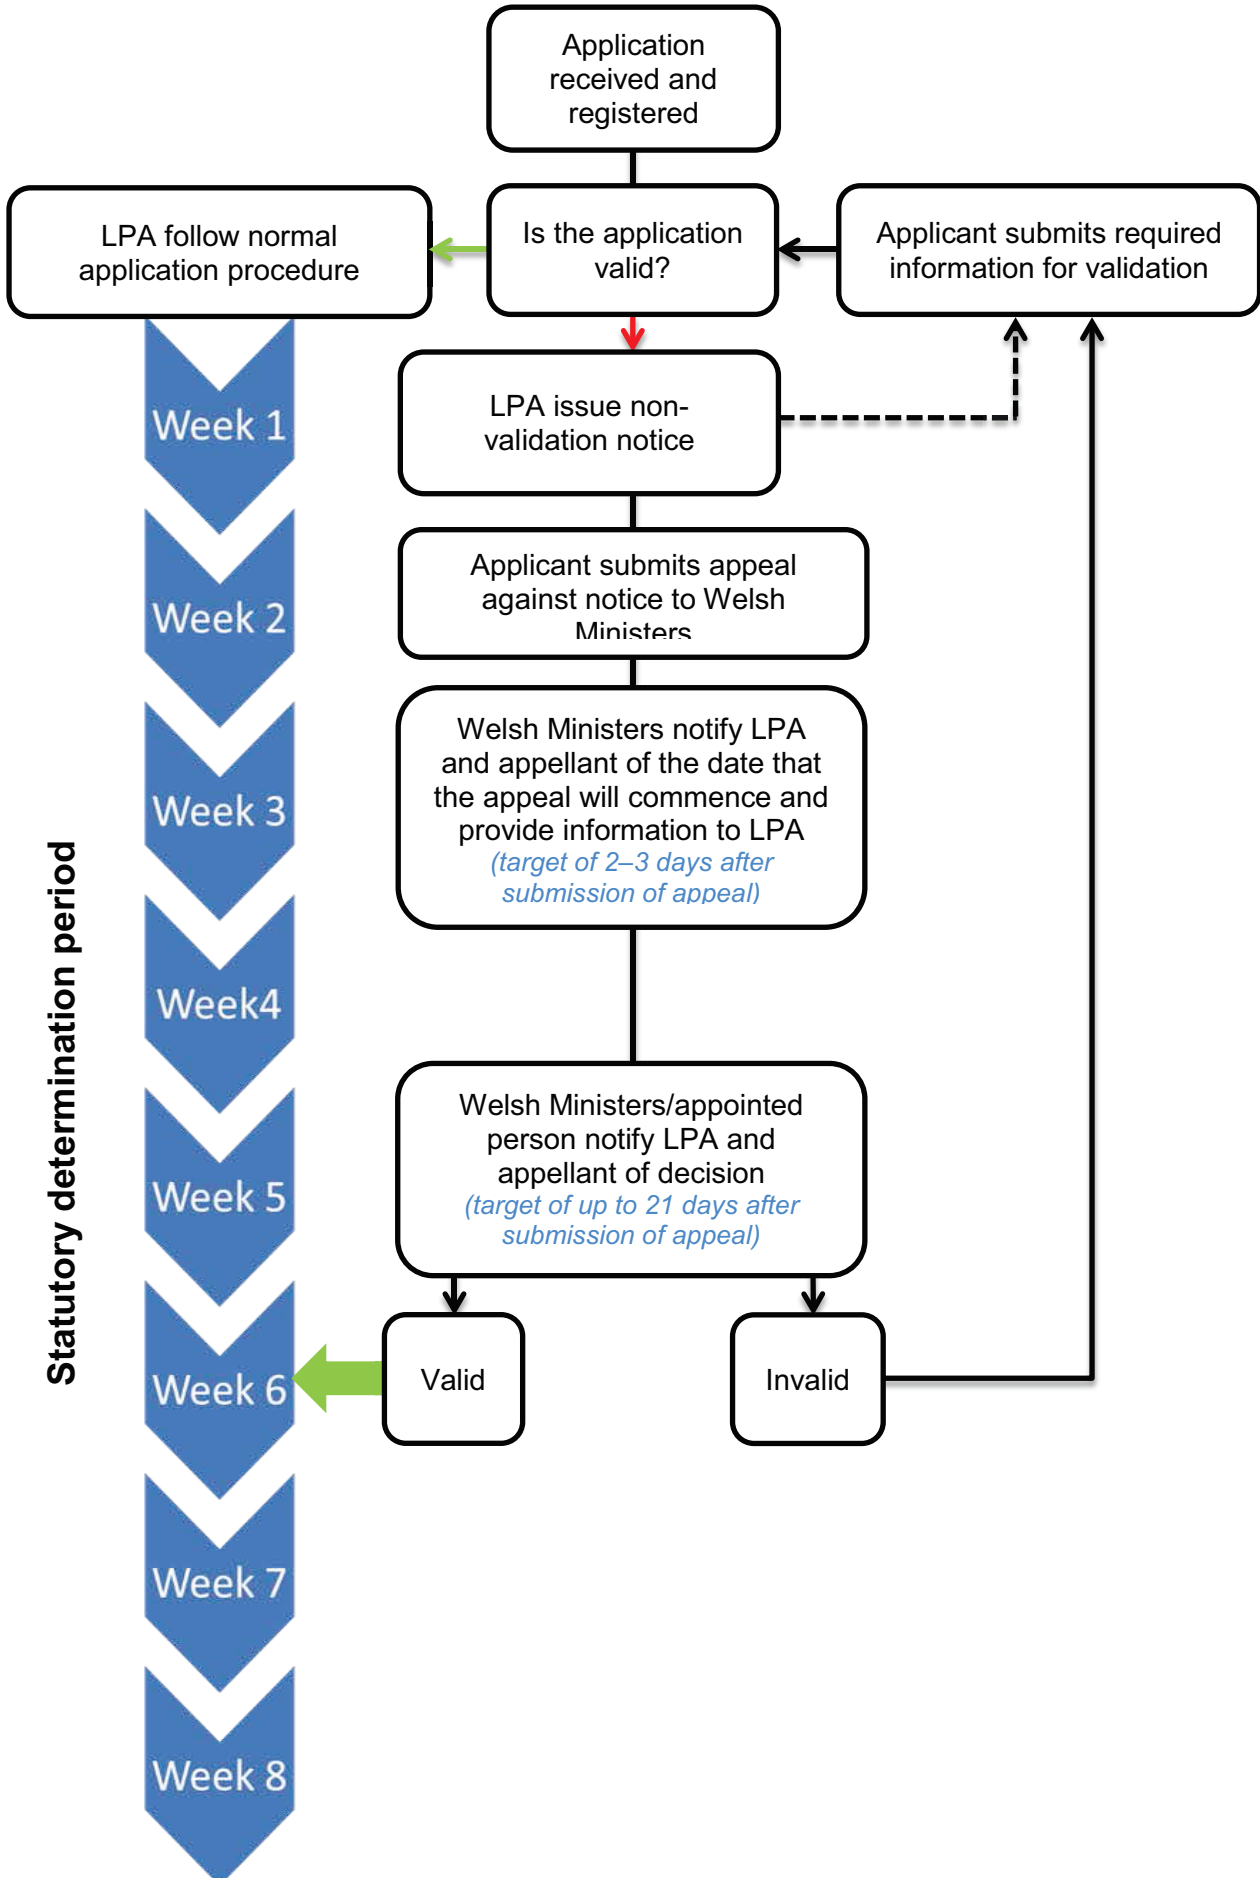 Application
received and
registered
LPA follow normal
application procedure
Is the application
valid?
Applicant submits required
information for validation
LPA issue non-
validation notice
Applicant submits appeal
against notice to Welsh
Ministers
Welsh Ministers notify LPA
and appellant of the date that
the appeal will commence and
provide information to LPA
(target of 2–3 days after
submission of appeal)
Welsh Ministers/appointed
person notify LPA and
appellant of decision
(target of up to 21 days after
submission of appeal)
Valid
Invalid
Statutory determination period
Week 1
Week 2
Week 3
Week4
Week 5
Week 6
Week 7
Week 8